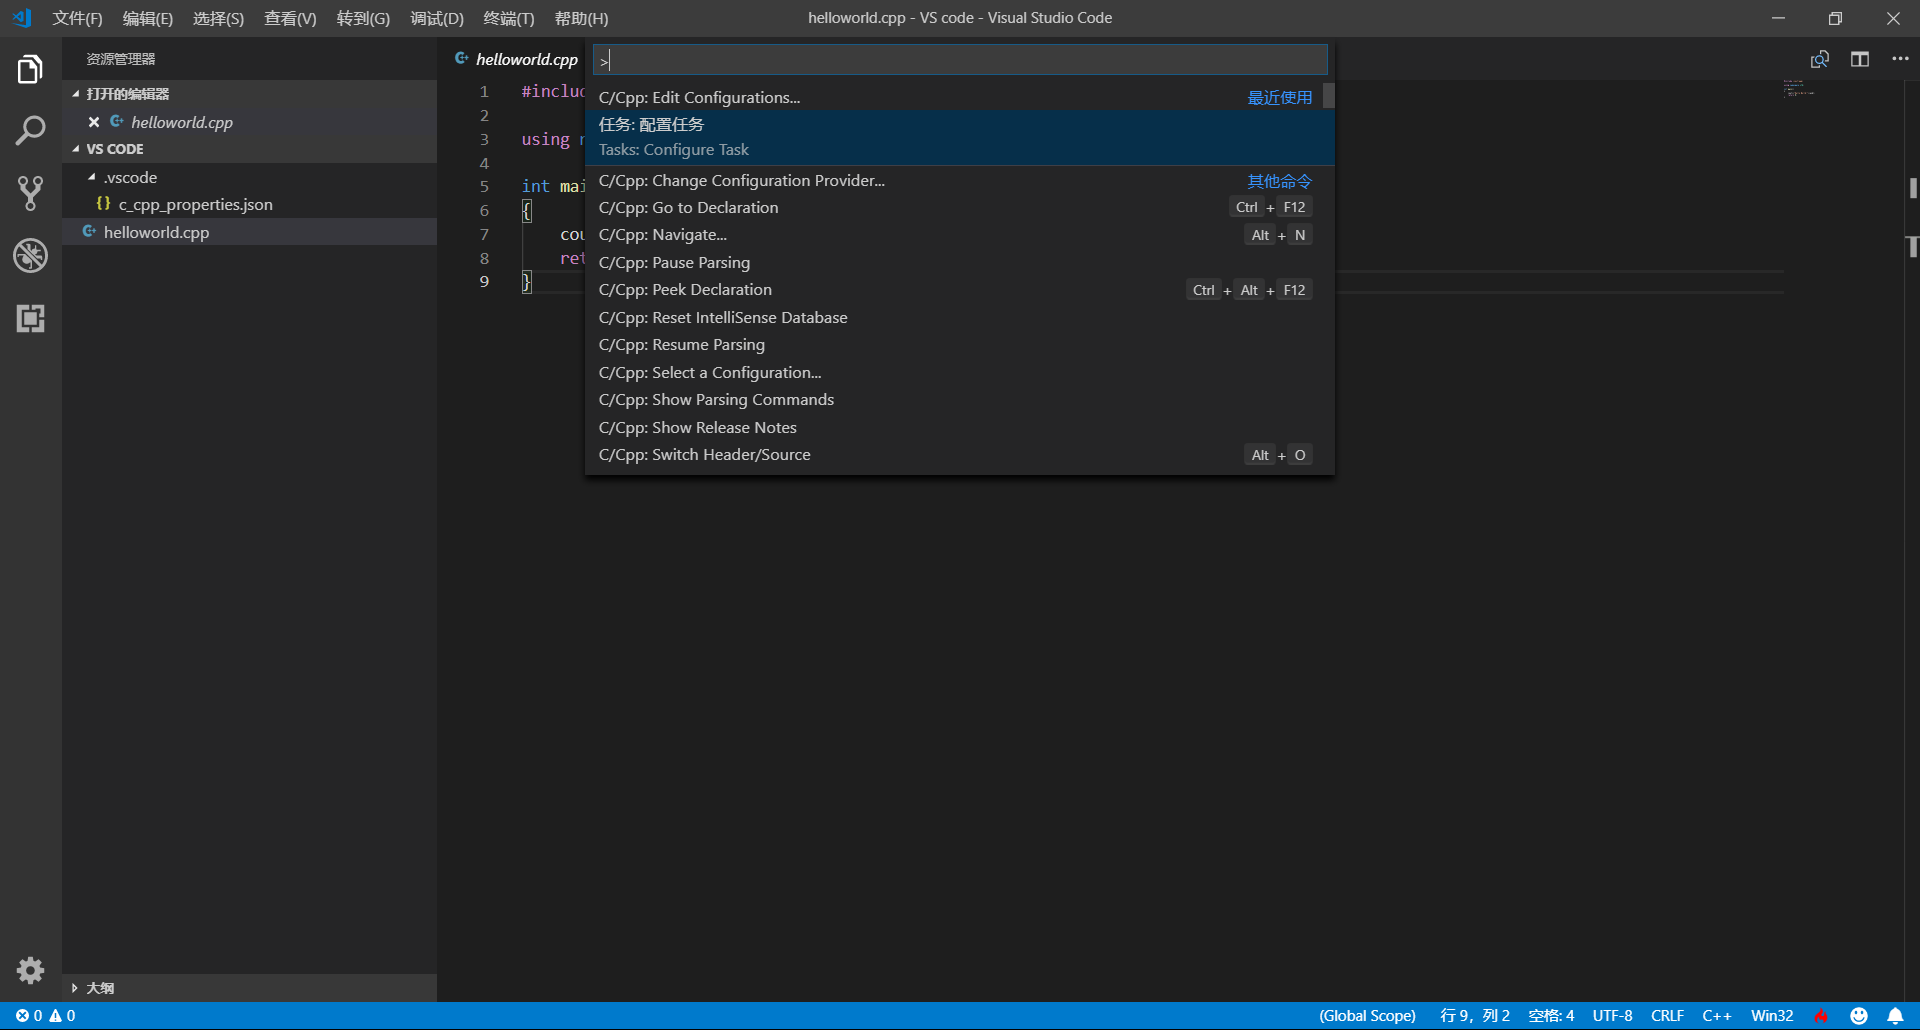 文件(F) 编辑(E) 选择(S) 查看(V) 转到(G) 调试(D) 终端(T) 帮助(H) helloworld.cpp - VS code - Visual Studio Code
资源管理器
打开的编辑器
helloworld.cpp
VS CODE
.vscode
{} c_cpp_properties.json
helloworld.cpp
大纲
helloworld.cpp
1 #includ
2
3 using
4
5 int mai
6 {
7 cou
8 ret
9 }
>
C/Cpp: Edit Configurations... 最近使用
任务: 配置任务
Tasks: Configure Task
C/Cpp: Change Configuration Provider... 其他命令
C/Cpp: Go to Declaration Ctrl + F12
C/Cpp: Navigate... Alt + N
C/Cpp: Pause Parsing
C/Cpp: Peek Declaration Ctrl + Alt + F12
C/Cpp: Reset IntelliSense Database
C/Cpp: Resume Parsing
C/Cpp: Select a Configuration...
C/Cpp: Show Parsing Commands
C/Cpp: Show Release Notes
C/Cpp: Switch Header/Source Alt + O
0 0 (Global Scope) 行 9，列 2 空格: 4 UTF-8 CRLF C++ Win32